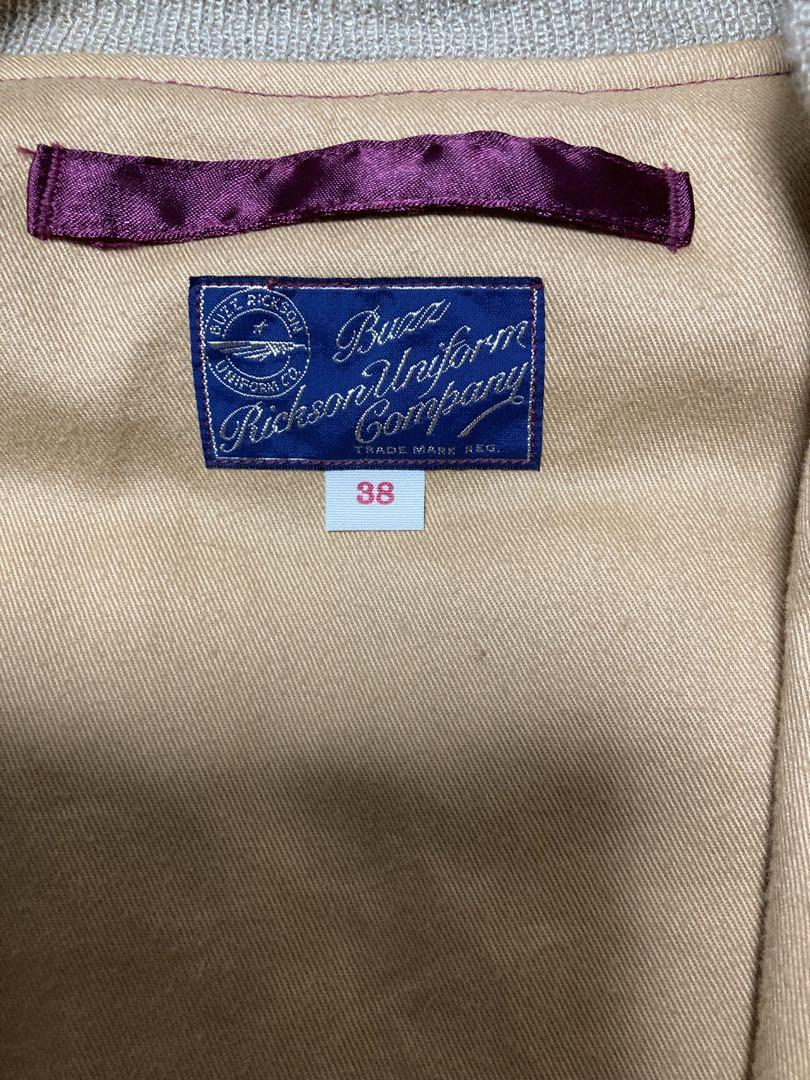 BUZZ RICKSON
UNIFORM CO.
Buzz
Rickson Uniform
Company
TRADE MARK REG.
38